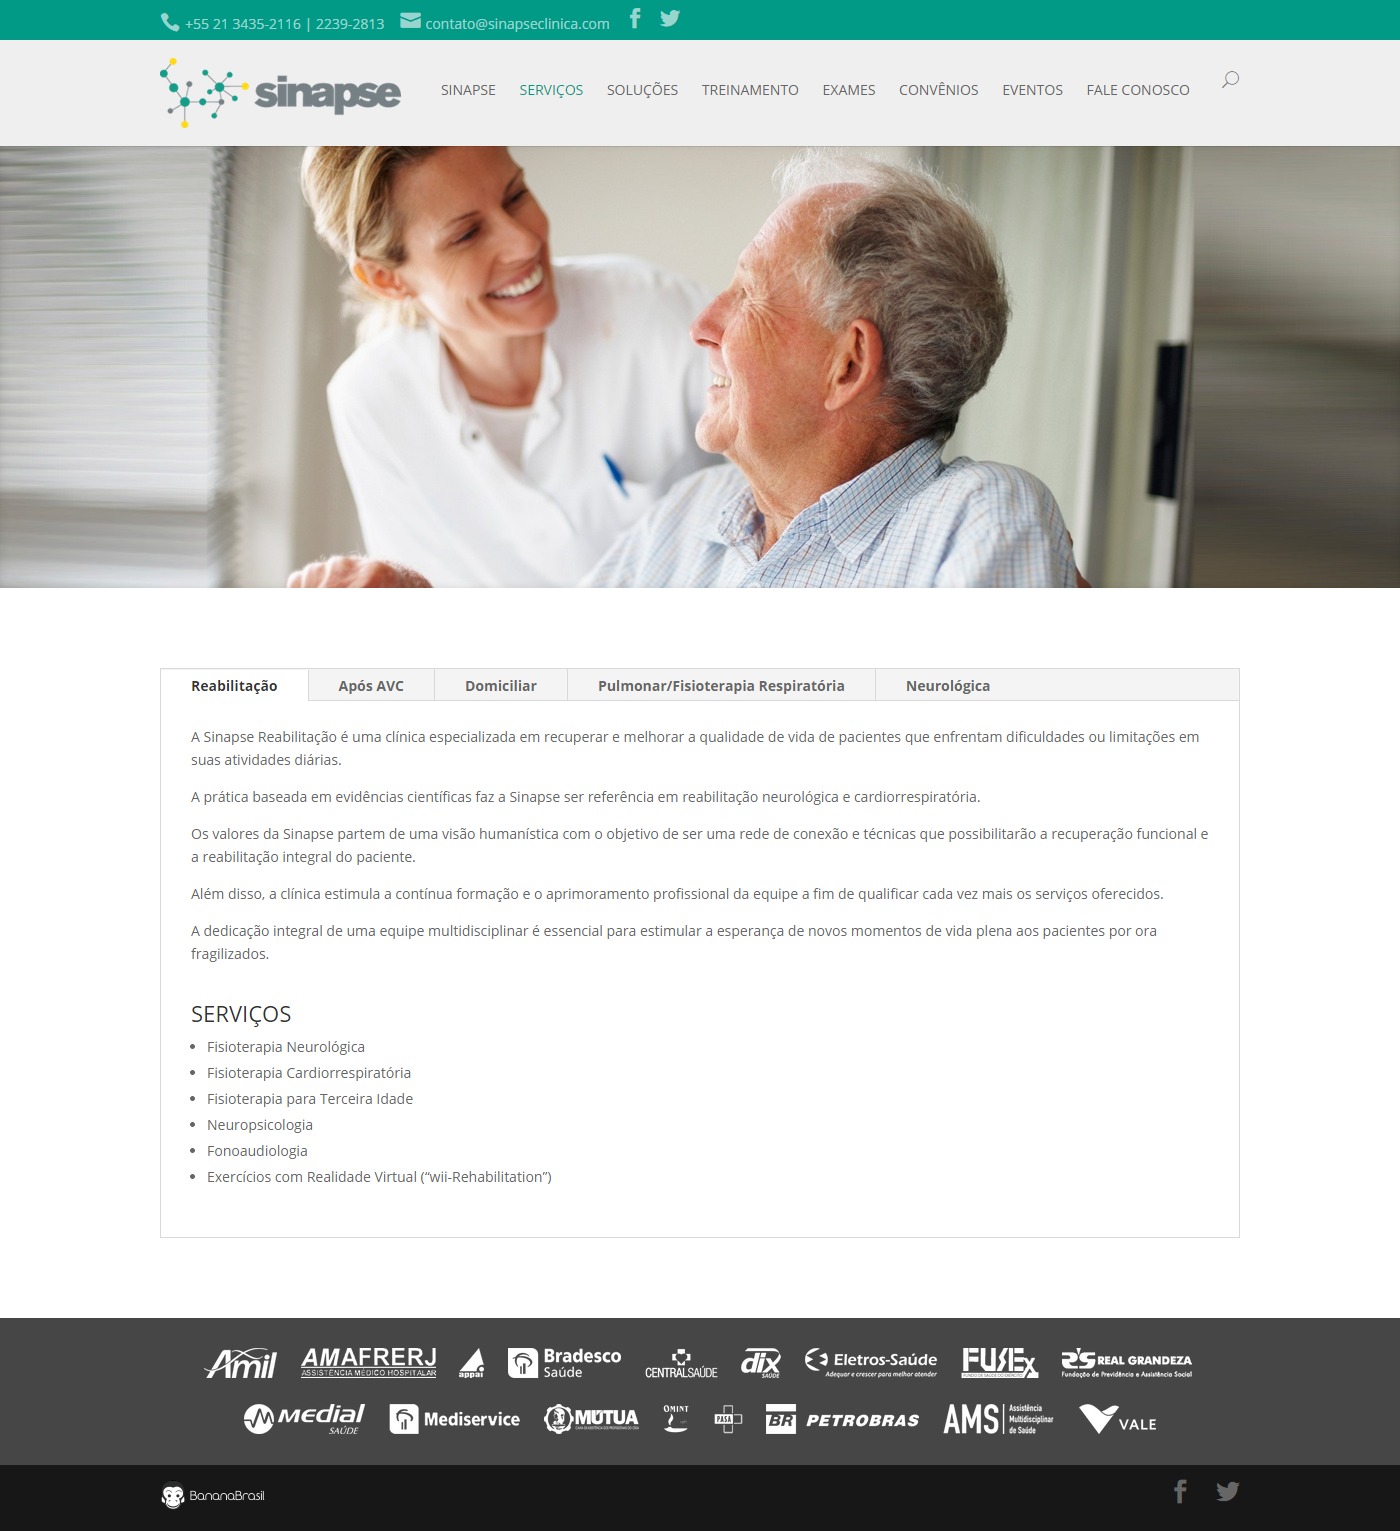 +55 21 3435-2116 | 2239-2813 contato@sinapseclinica.com
sinapse
SINAPSE SERVIÇOS SOLUÇÕES TREINAMENTO EXAMES CONVÊNIOS EVENTOS FALE CONOSCO
Reabilitação Após AVC Domiciliar Pulmonar/Fisioterapia Respiratória Neurológica
A Sinapse Reabilitação é uma clínica especializada em recuperar e melhorar a qualidade de vida de pacientes que enfrentam dificuldades ou limitações em
suas atividades diárias.
A prática baseada em evidências científicas faz a Sinapse ser referência em reabilitação neurológica e cardiorrespiratória.
Os valores da Sinapse partem de uma visão humanística com o objetivo de ser uma rede de conexão e técnicas que possibilitarão a recuperação funcional e
a reabilitação integral do paciente.
Além disso, a clínica estimula a contínua formação e o aprimoramento profissional da equipe a fim de qualificar cada vez mais os serviços oferecidos.
A dedicação integral de uma equipe multidisciplinar é essencial para estimular a esperança de novos momentos de vida plena aos pacientes por ora
fragilizados.
SERVIÇOS
• Fisioterapia Neurológica
• Fisioterapia Cardiorrespiratória
• Fisioterapia para Terceira Idade
• Neuropsicologia
• Fonoaudiologia
• Exercícios com Realidade Virtual (“wii-Rehabilitation”)
Amil
AMAFRERJ
ASSISTÊNCIA MÉDICO HOSPITALAR
appai
Bradesco
Saúde
CENTRALSAÚDE
dix
SAÚDE
Eletros-Saúde
Adequar e crescer para melhor atender
FUSEx
FUNDO DE SAÚDE DO EXÉRCITO
REAL GRANDEZA
Fundação de Previdência e Assistência Social
Medial
SAÚDE
Mediservice
MÚTUA
OMINT
PASA
BR PETROBRAS
AMS
Assistência
Multidisciplinar
de Saúde
VALE
BananaBrasil